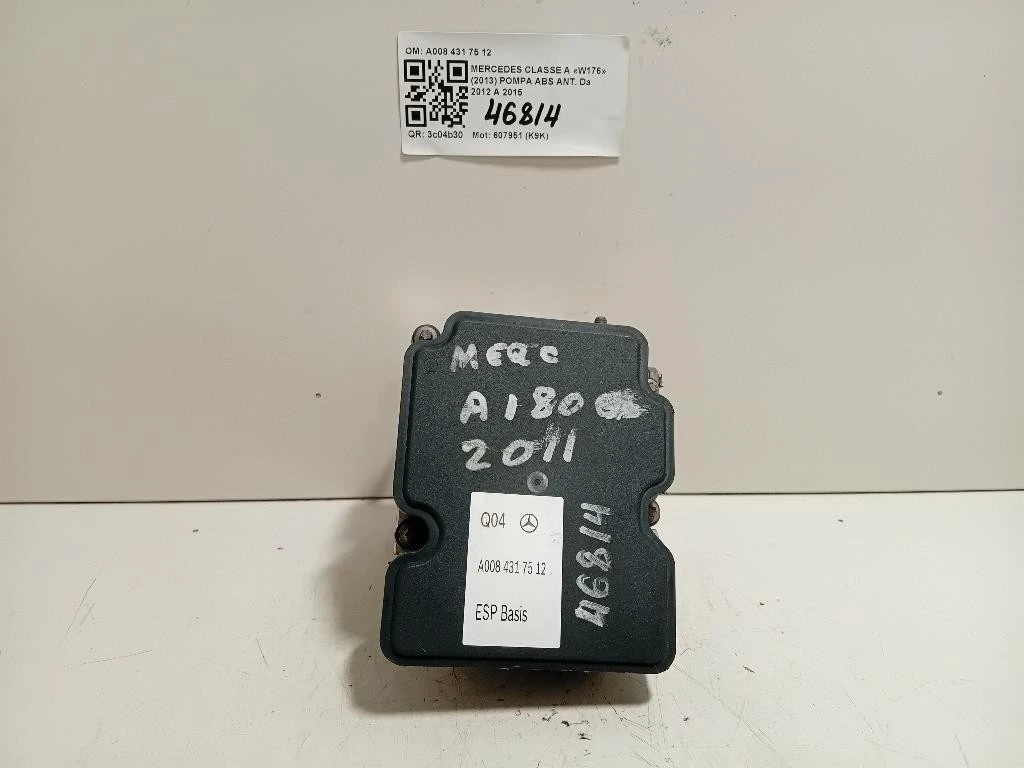 OM: A008 431 75 12
MERCEDES CLASSE A «W176»
(2013) POMPA ABS ANT. Da
2012 A 2015
46814
QR: 3c04b30 Mot: 607951 (K9K)
MERC
A180
2011
Q04
A008 431 75 12
ESP Basis
46814